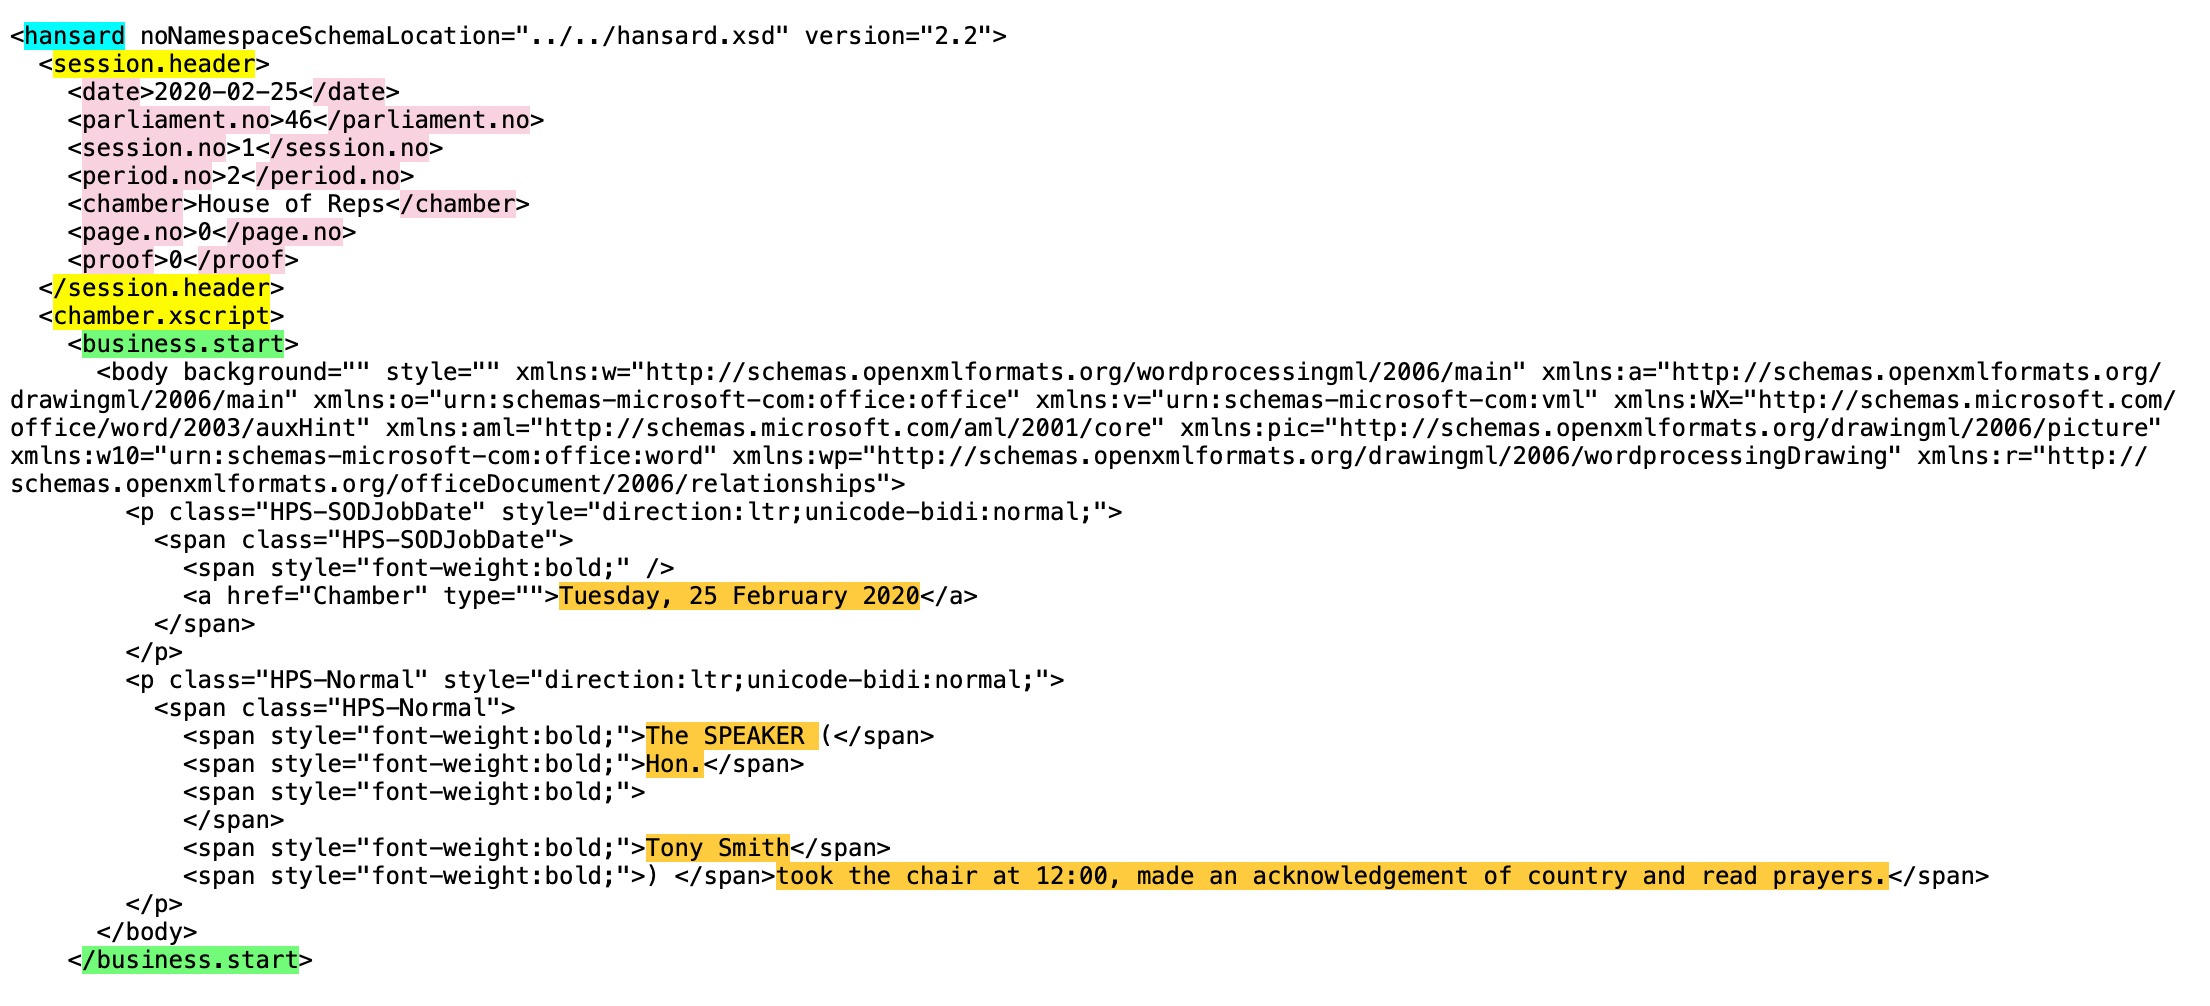 <hansard noNamespaceSchemaLocation="../../hansard.xsd" version="2.2">
<session.header>
<date>2020-02-25</date>
<parliament.no>46</parliament.no>
<session.no>1</session.no>
<period.no>2</period.no>
<chamber>House of Reps</chamber>
<page.no>0</page.no>
<proof>0</proof>
</session.header>
<chamber.xscript>
<business.start>
<body background="" style="" xmlns:w="http://schemas.openxmlformats.org/wordprocessingml/2006/main" xmlns:a="http://schemas.openxmlformats.org/
drawingml/2006/main" xmlns:o="urn:schemas-microsoft-com:office:office" xmlns:v="urn:schemas-microsoft-com:vml" xmlns:WX="http://schemas.microsoft.com/
office/word/2003/auxHint" xmlns:aml="http://schemas.microsoft.com/aml/2001/core" xmlns:pic="http://schemas.openxmlformats.org/drawingml/2006/picture"
xmlns:w10="urn:schemas-microsoft-com:office:word" xmlns:wp="http://schemas.openxmlformats.org/drawingml/2006/wordprocessingDrawing" xmlns:r="http://
schemas.openxmlformats.org/officeDocument/2006/relationships">
<p class="HPS-SODJobDate" style="direction:ltr;unicode-bidi:normal;">
<span class="HPS-SODJobDate">
<span style="font-weight:bold;" />
<a href="Chamber" type="">Tuesday, 25 February 2020</a>
</span>
</p>
<p class="HPS-Normal" style="direction:ltr;unicode-bidi:normal;">
<span class="HPS-Normal">
<span style="font-weight:bold;">The SPEAKER (</span>
<span style="font-weight:bold;">Hon.</span>
<span style="font-weight:bold;">
</span>
<span style="font-weight:bold;">Tony Smith</span>
<span style="font-weight:bold;">) </span>took the chair at 12:00, made an acknowledgement of country and read prayers.</span>
</p>
</body>
</business.start>